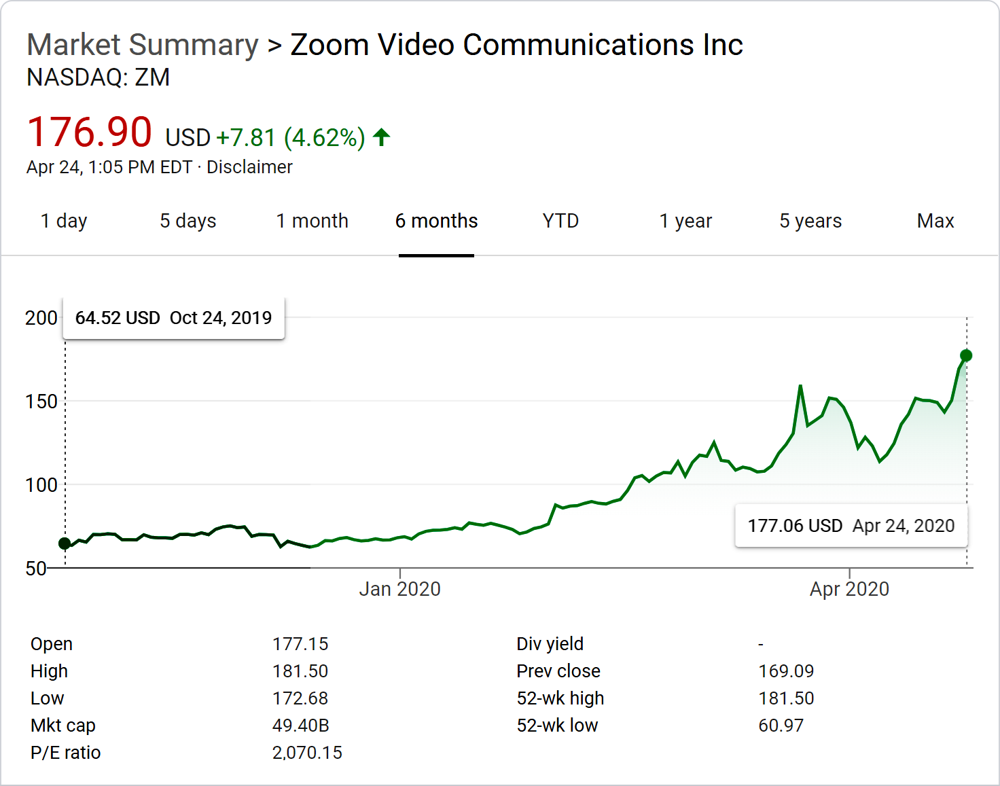 Market Summary > Zoom Video Communications Inc
NASDAQ: ZM
176.90 USD +7.81 (4.62%)
Apr 24, 1:05 PM EDT · Disclaimer
1 day 5 days 1 month 6 months YTD 1 year 5 years Max
200
64.52 USD Oct 24, 2019
150
100
177.06 USD Apr 24, 2020
50
Jan 2020 Apr 2020
Open 177.15 Div yield -
High 181.50 Prev close 169.09
Low 172.68 52-wk high 181.50
Mkt cap 49.40B 52-wk low 60.97
P/E ratio 2,070.15